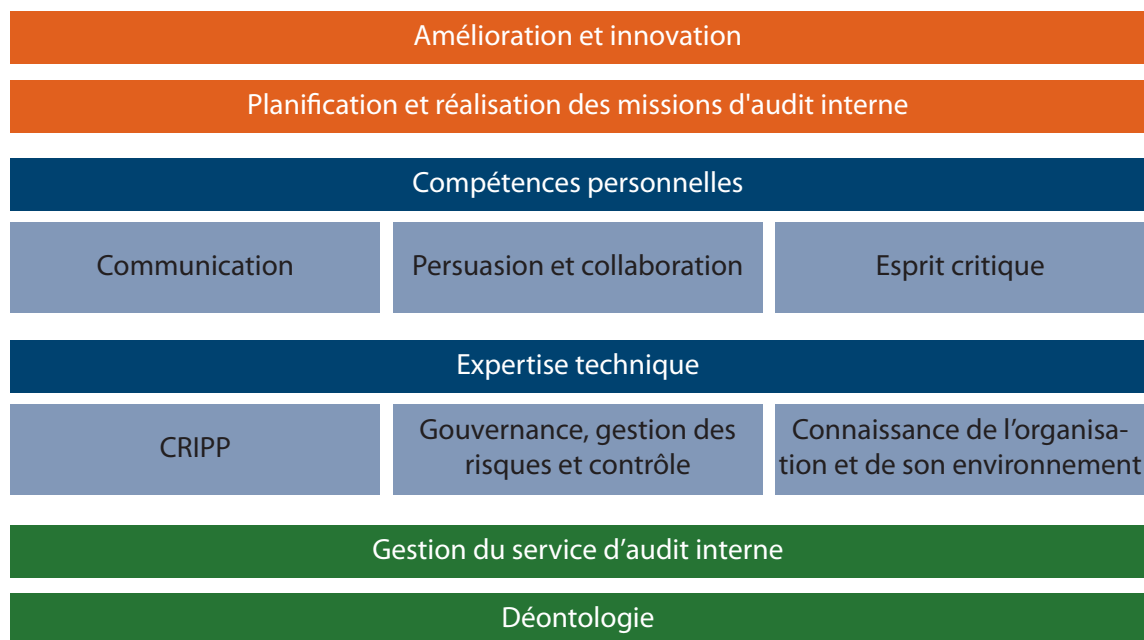 Amélioration et innovation
Planification et réalisation des missions d'audit interne
Compétences personnelles
Communication
Persuasion et collaboration
Esprit critique
Expertise technique
CRIPP
Gouvernance, gestion des
risques et contrôle
Connaissance de l’organisa-
tion et de son environnement
Gestion du service d’audit interne
Déontologie